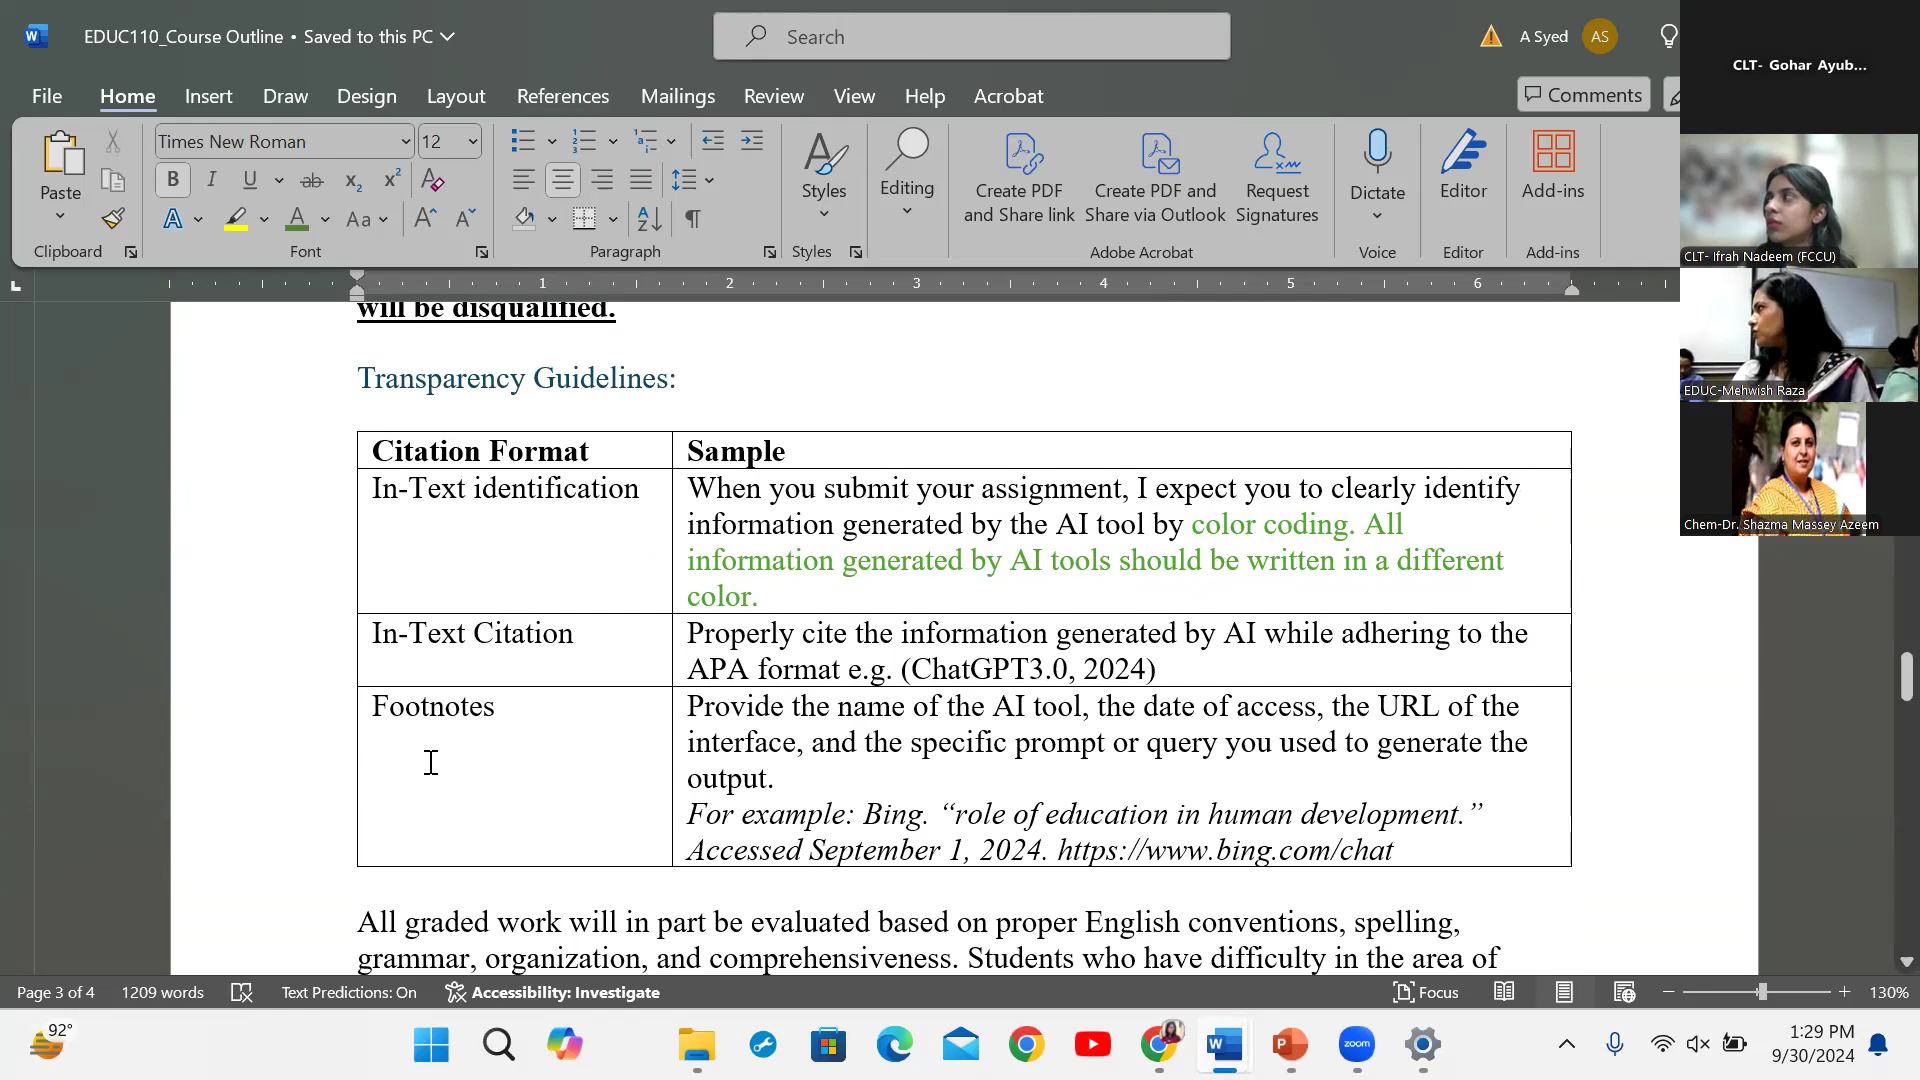 EDUC110_Course Outline • Saved to this PC
Search
A Syed
AS
File
Home
Insert
Draw
Design
Layout
References
Mailings
Review
View
Help
Acrobat
Comments
Paste
Clipboard
Times New Roman
12
Font
Paragraph
Styles
Styles
Editing
Create PDF
and Share link
Create PDF and
Share via Outlook
Request
Signatures
Adobe Acrobat
Dictate
Voice
Editor
Editor
Add-ins
Add-ins
CLT- Gohar Ayub...
CLT- Ifrah Nadeem (FCCU)
EDUC-Mehwish Raza
Chem-Dr. Shazma Massey Azeem
1 2 3 4 5 6
will be disqualified.
Transparency Guidelines:
Citation Format
Sample
In-Text identification
When you submit your assignment, I expect you to clearly identify
information generated by the AI tool by color coding. All
information generated by AI tools should be written in a different
color.
In-Text Citation
Properly cite the information generated by AI while adhering to the
APA format e.g. (ChatGPT3.0, 2024)
Footnotes
Provide the name of the AI tool, the date of access, the URL of the
interface, and the specific prompt or query you used to generate the
output.
For example: Bing. “role of education in human development.”
Accessed September 1, 2024. https://www.bing.com/chat
All graded work will in part be evaluated based on proper English conventions, spelling,
grammar, organization, and comprehensiveness. Students who have difficulty in the area of
Page 3 of 4
1209 words
Text Predictions: On
Accessibility: Investigate
Focus
130%
92°
zoom
1:29 PM
9/30/2024